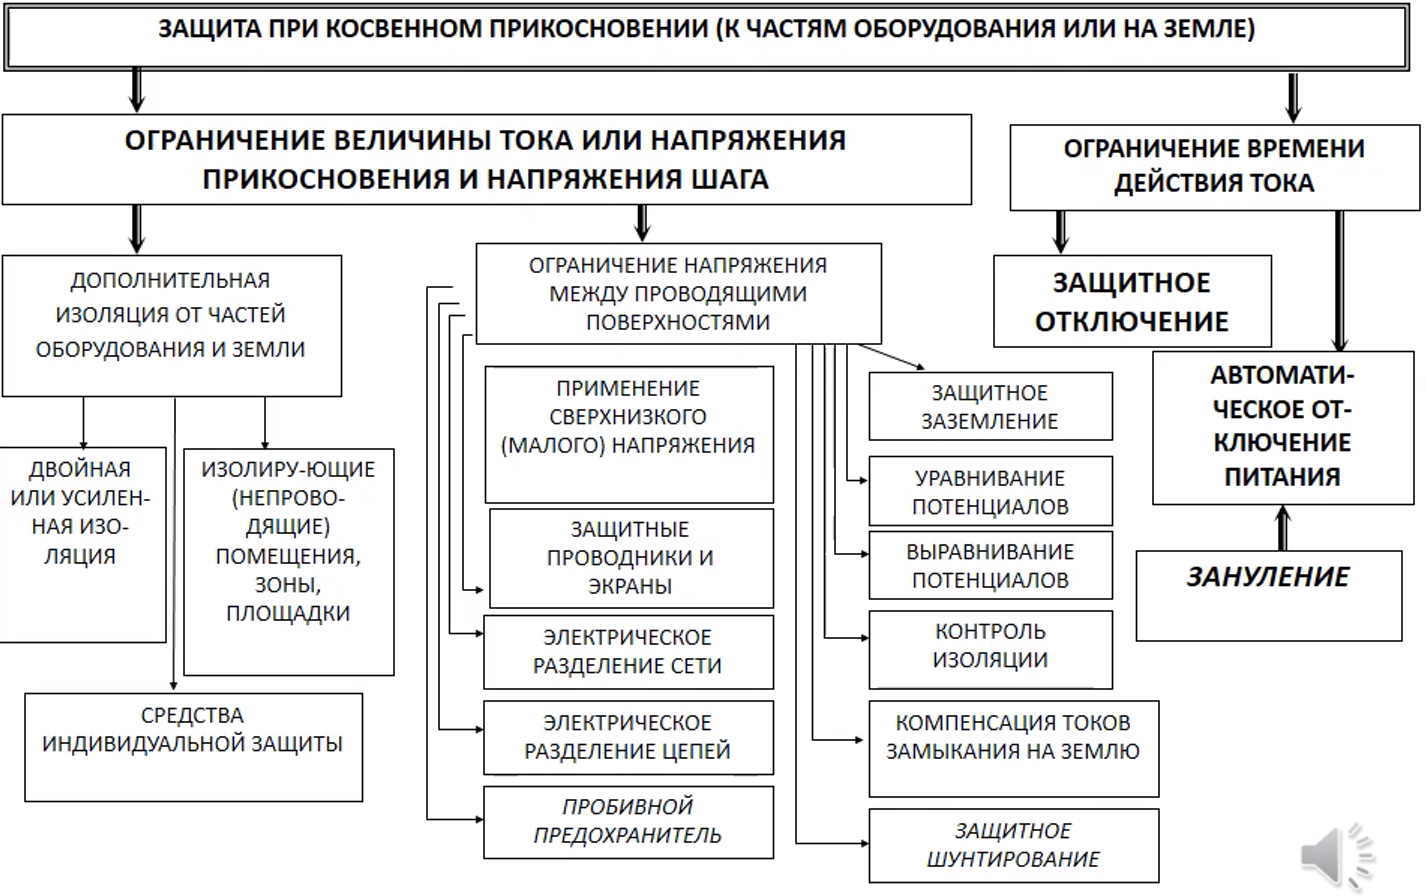 ЗАЩИТА ПРИ КОСВЕННОМ ПРИКОСНОВЕНИИ (К ЧАСТЯМ ОБОРУДОВАНИЯ ИЛИ НА ЗЕМЛЕ)
ОГРАНИЧЕНИЕ ВЕЛИЧИНЫ ТОКА ИЛИ НАПРЯЖЕНИЯ
ПРИКОСНОВЕНИЯ И НАПРЯЖЕНИЯ ШАГА
ОГРАНИЧЕНИЕ ВРЕМЕНИ
ДЕЙСТВИЯ ТОКА
ДОПОЛНИТЕЛЬНАЯ
ИЗОЛЯЦИЯ ОТ ЧАСТЕЙ
ОБОРУДОВАНИЯ И ЗЕМЛИ
ОГРАНИЧЕНИЕ НАПРЯЖЕНИЯ
МЕЖДУ ПРОВОДЯЩИМИ
ПОВЕРХНОСТЯМИ
ЗАЩИТНОЕ
ОТКЛЮЧЕНИЕ
АВТОМАТИ-
ЧЕСКОЕ ОТ-
КЛЮЧЕНИЕ
ПИТАНИЯ
ЗАНУЛЕНИЕ
ДВОЙНАЯ
ИЛИ УСИЛЕН-
НАЯ ИЗО-
ЛЯЦИЯ
ИЗОЛИРУ-ЮЩИЕ
(НЕПРОВО-
ДЯЩИЕ)
ПОМЕЩЕНИЯ,
ЗОНЫ,
ПЛОЩАДКИ
СРЕДСТВА
ИНДИВИДУАЛЬНОЙ ЗАЩИТЫ
ПРИМЕНЕНИЕ
СВЕРХНИЗКОГО
(МАЛОГО) НАПРЯЖЕНИЯ
ЗАЩИТНЫЕ
ПРОВОДНИКИ И
ЭКРАНЫ
ЭЛЕКТРИЧЕСКОЕ
РАЗДЕЛЕНИЕ СЕТИ
ЭЛЕКТРИЧЕСКОЕ
РАЗДЕЛЕНИЕ ЦЕПЕЙ
ПРОБИВНОЙ
ПРЕДОХРАНИТЕЛЬ
ЗАЩИТНОЕ
ЗАЗЕМЛЕНИЕ
УРАВНИВАНИЕ
ПОТЕНЦИАЛОВ
ВЫРАВНИВАНИЕ
ПОТЕНЦИАЛОВ
КОНТРОЛЬ
ИЗОЛЯЦИИ
КОМПЕНСАЦИЯ ТОКОВ
ЗАМЫКАНИЯ НА ЗЕМЛЮ
ЗАЩИТНОЕ
ШУНТИРОВАНИЕ